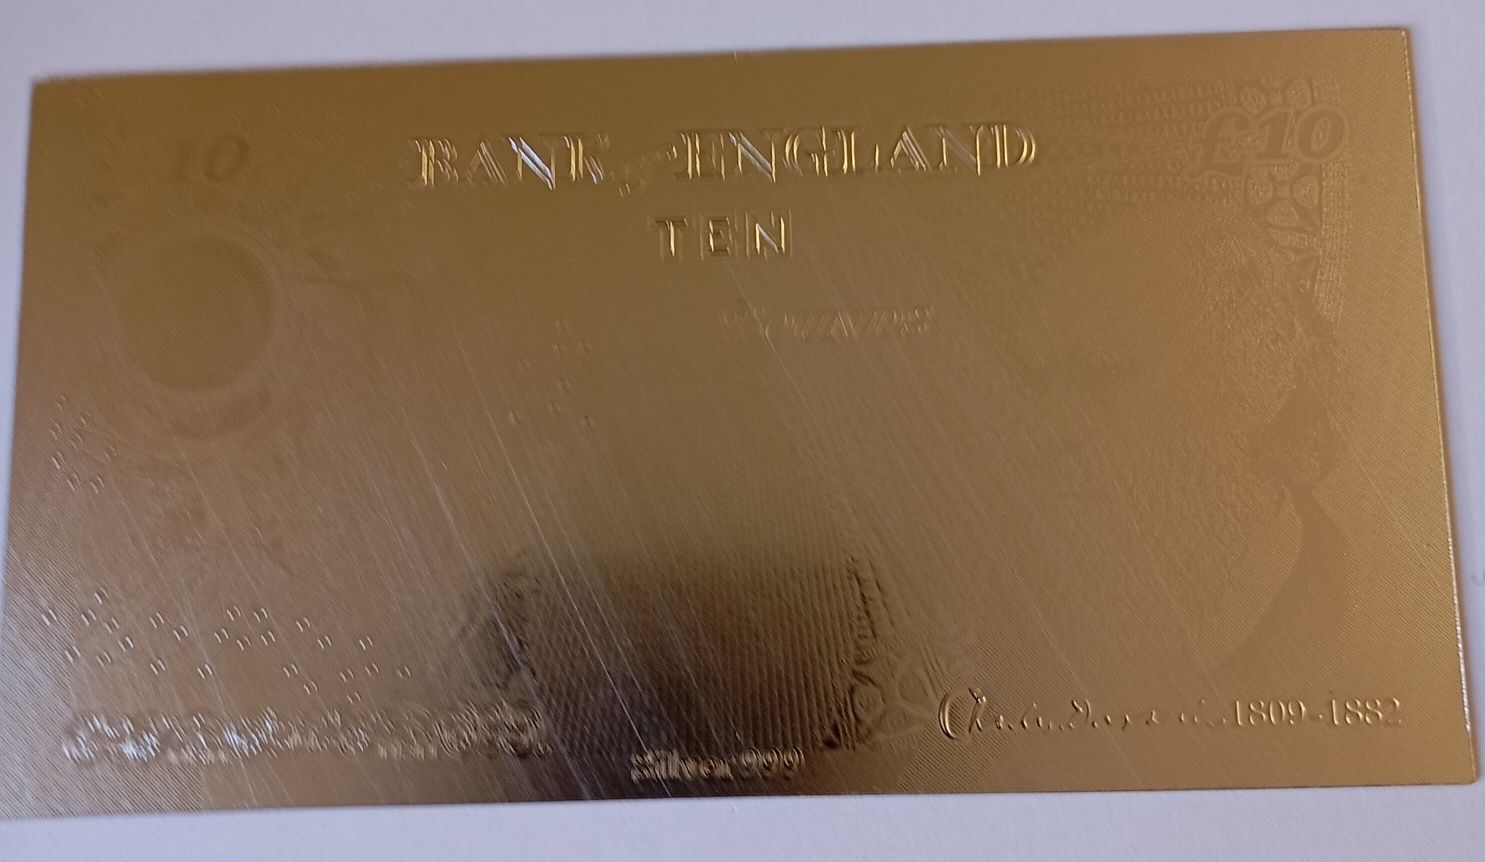 10
BANK of ENGLAND
£10
TEN
POUNDS
Charles Darwin 1809-1882
Silver 999